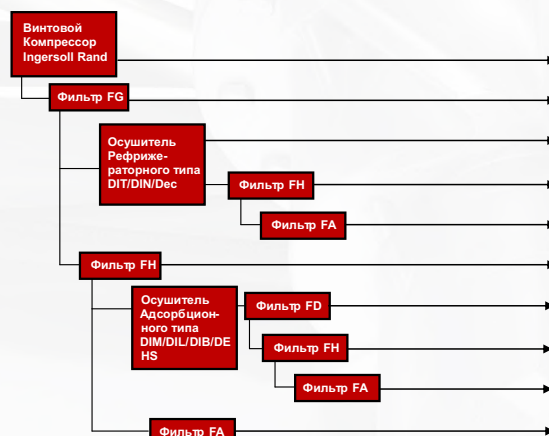 Винтовой
Компрессор
Ingersoll Rand
Фильтр FG
Осушитель
Рефриже-
раторного типа
DIT/DIN/Dec
Фильтр FH
Фильтр FA
Фильтр FH
Осушитель
Адсорбцион-
ного типа
DIM/DIL/DIB/DE
HS
Фильтр FD
Фильтр FH
Фильтр FA
Фильтр FA